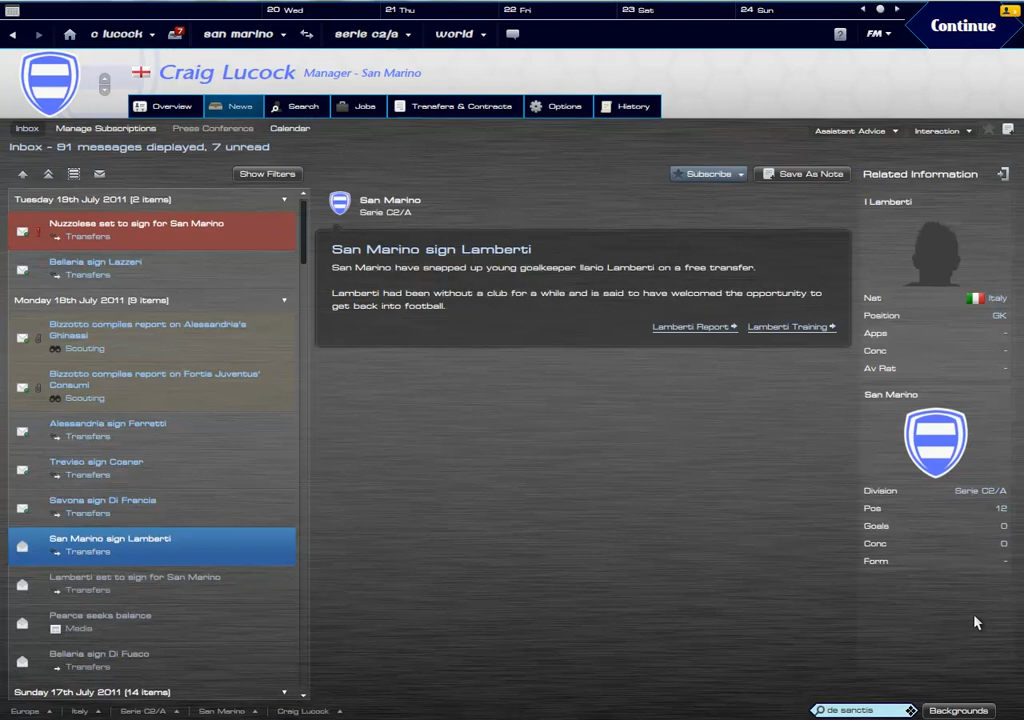 20 Wed 21 Thu 22 Fri 23 Sat 24 Sun
c lucock 7 san marino serie c2/a world FM Continue
Craig Lucock Manager - San Marino
Overview News Search Jobs Transfers & Contracts Options History
Inbox Manage Subscriptions Press Conference Calendar Assistant Advice Interaction
Inbox - 91 messages displayed, 7 unread
Show Filters Subscribe Save As Note Related Information
Tuesday 19th July 2011 (2 items)
Nuzzolese set to sign for San Marino
Transfers
Bellaria sign Lazzeri
Transfers
Monday 18th July 2011 (9 items)
Bizzotto compiles report on Alessandria's
Ghinassi
Scouting
Bizzotto compiles report on Fortis Juventus'
Consumi
Scouting
Alessandria sign Ferretti
Transfers
Treviso sign Cosner
Transfers
Savona sign Di Francia
Transfers
San Marino sign Lamberti
Transfers
Lamberti set to sign for San Marino
Transfers
Pearce seeks balance
Media
Bellaria sign Di Fusco
Transfers
Sunday 17th July 2011 (14 items)
San Marino
Serie C2/A
San Marino sign Lamberti
San Marino have snapped up young goalkeeper Ilario Lamberti on a free transfer.
Lamberti had been without a club for a while and is said to have welcomed the opportunity to
get back into football.
Lamberti Report Lamberti Training
I Lamberti
Nat Italy
Position GK
Apps -
Conc -
Av Rat -
San Marino
Division Serie C2/A
Pos 12
Goals 0
Conc 0
Form -
Europe Italy Serie C2/A San Marino Craig Lucock de sanctis Backgrounds